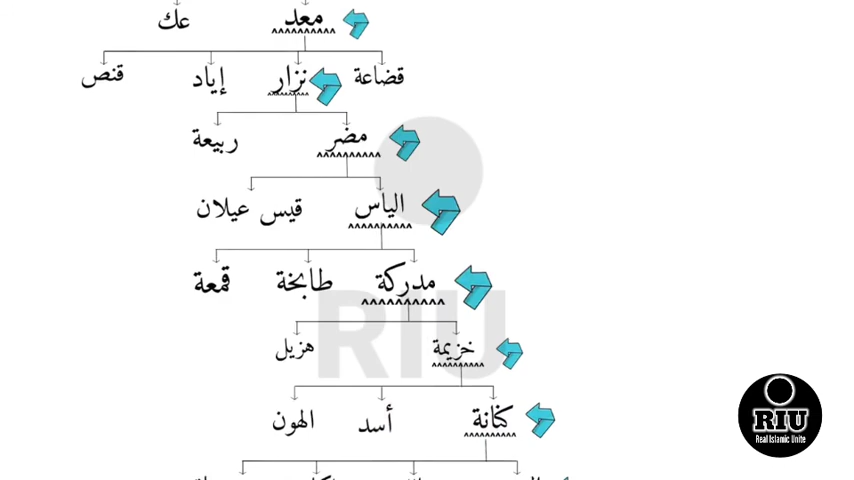 معد عك
قضاعة نزار إياد قنص
مضر ربيعة
الياس قيس عيلان
مدركة طابخة قمعة
خزيمة هزيل
كنانة أسد الهون
RIU
RIU
Real Islamic Unite